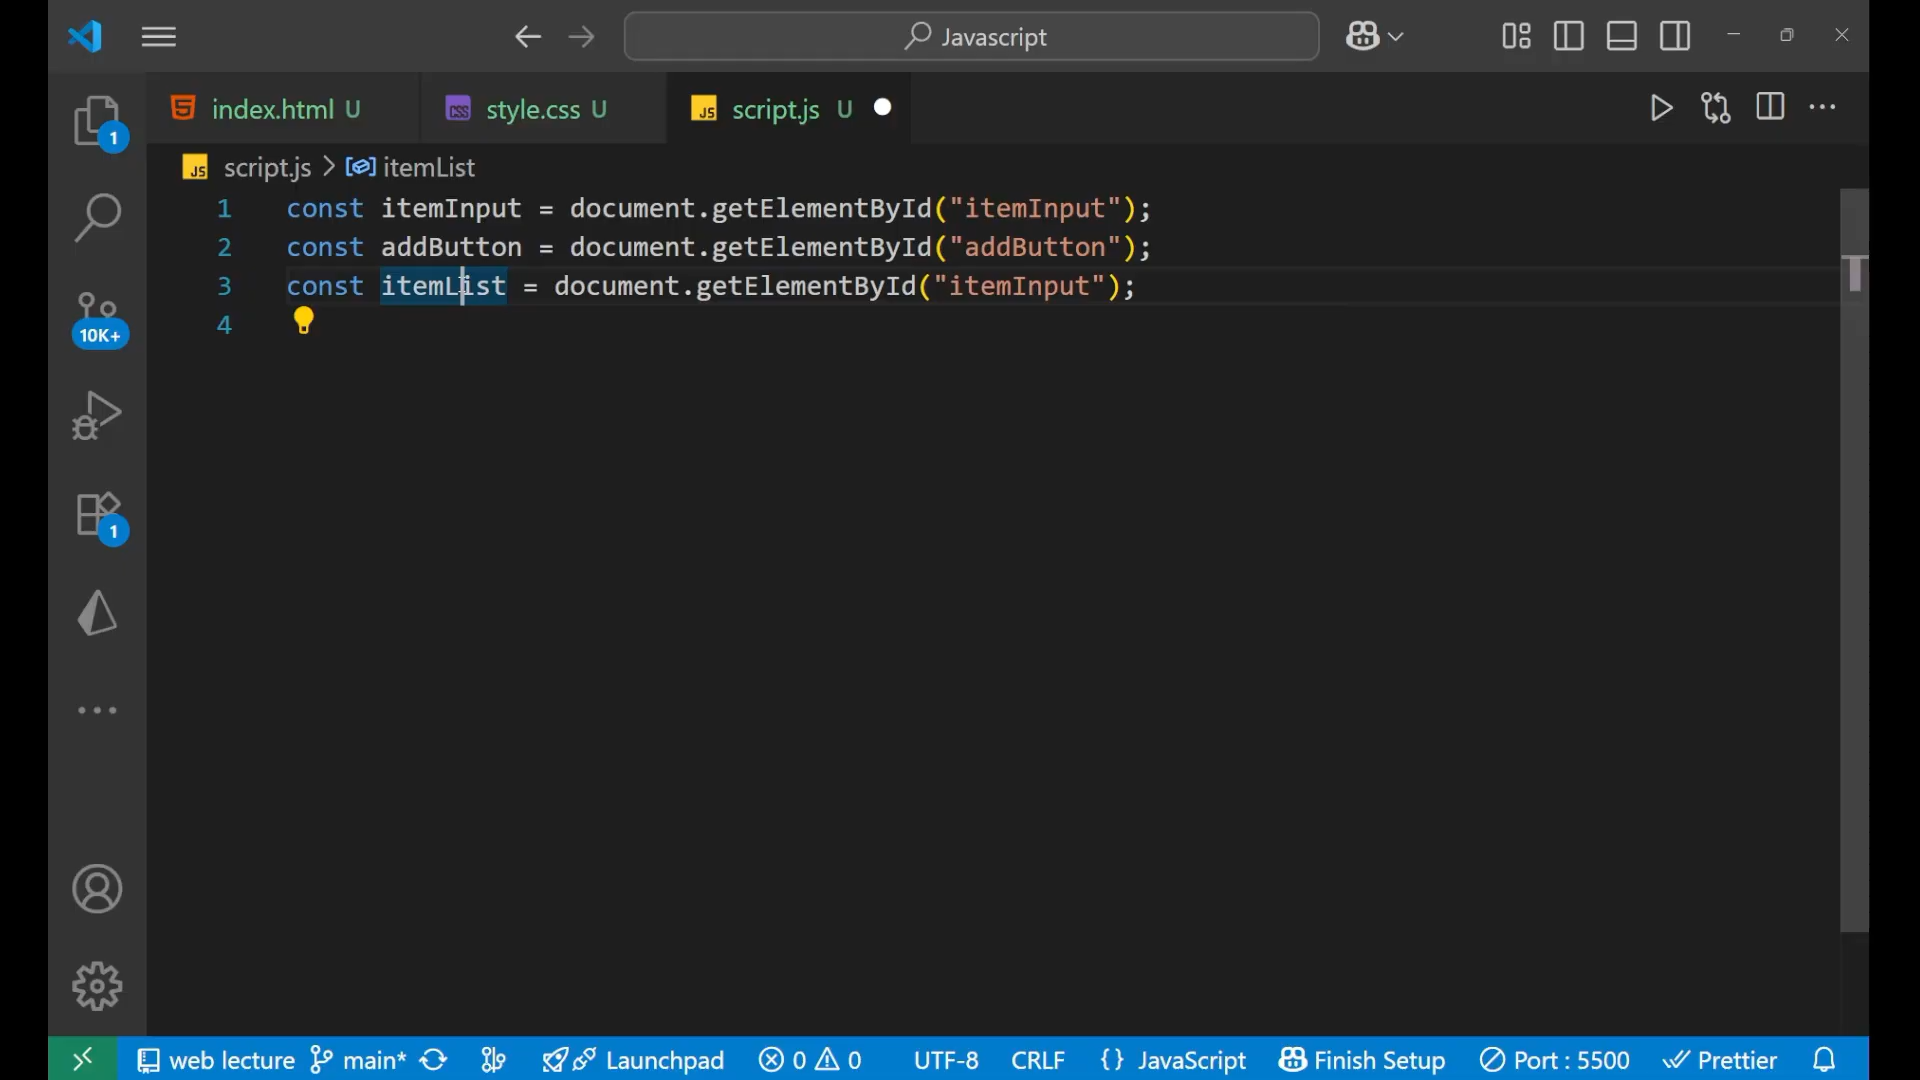 Javascript
index.html U
style.css U
script.js U
script.js > itemList
1 const itemInput = document.getElementById("itemInput");
2 const addButton = document.getElementById("addButton");
3 const itemList = document.getElementById("itemInput");
4
1
10K+
1
web lecture main* Launchpad 0 0 UTF-8 CRLF {} JavaScript Finish Setup Port : 5500 Prettier